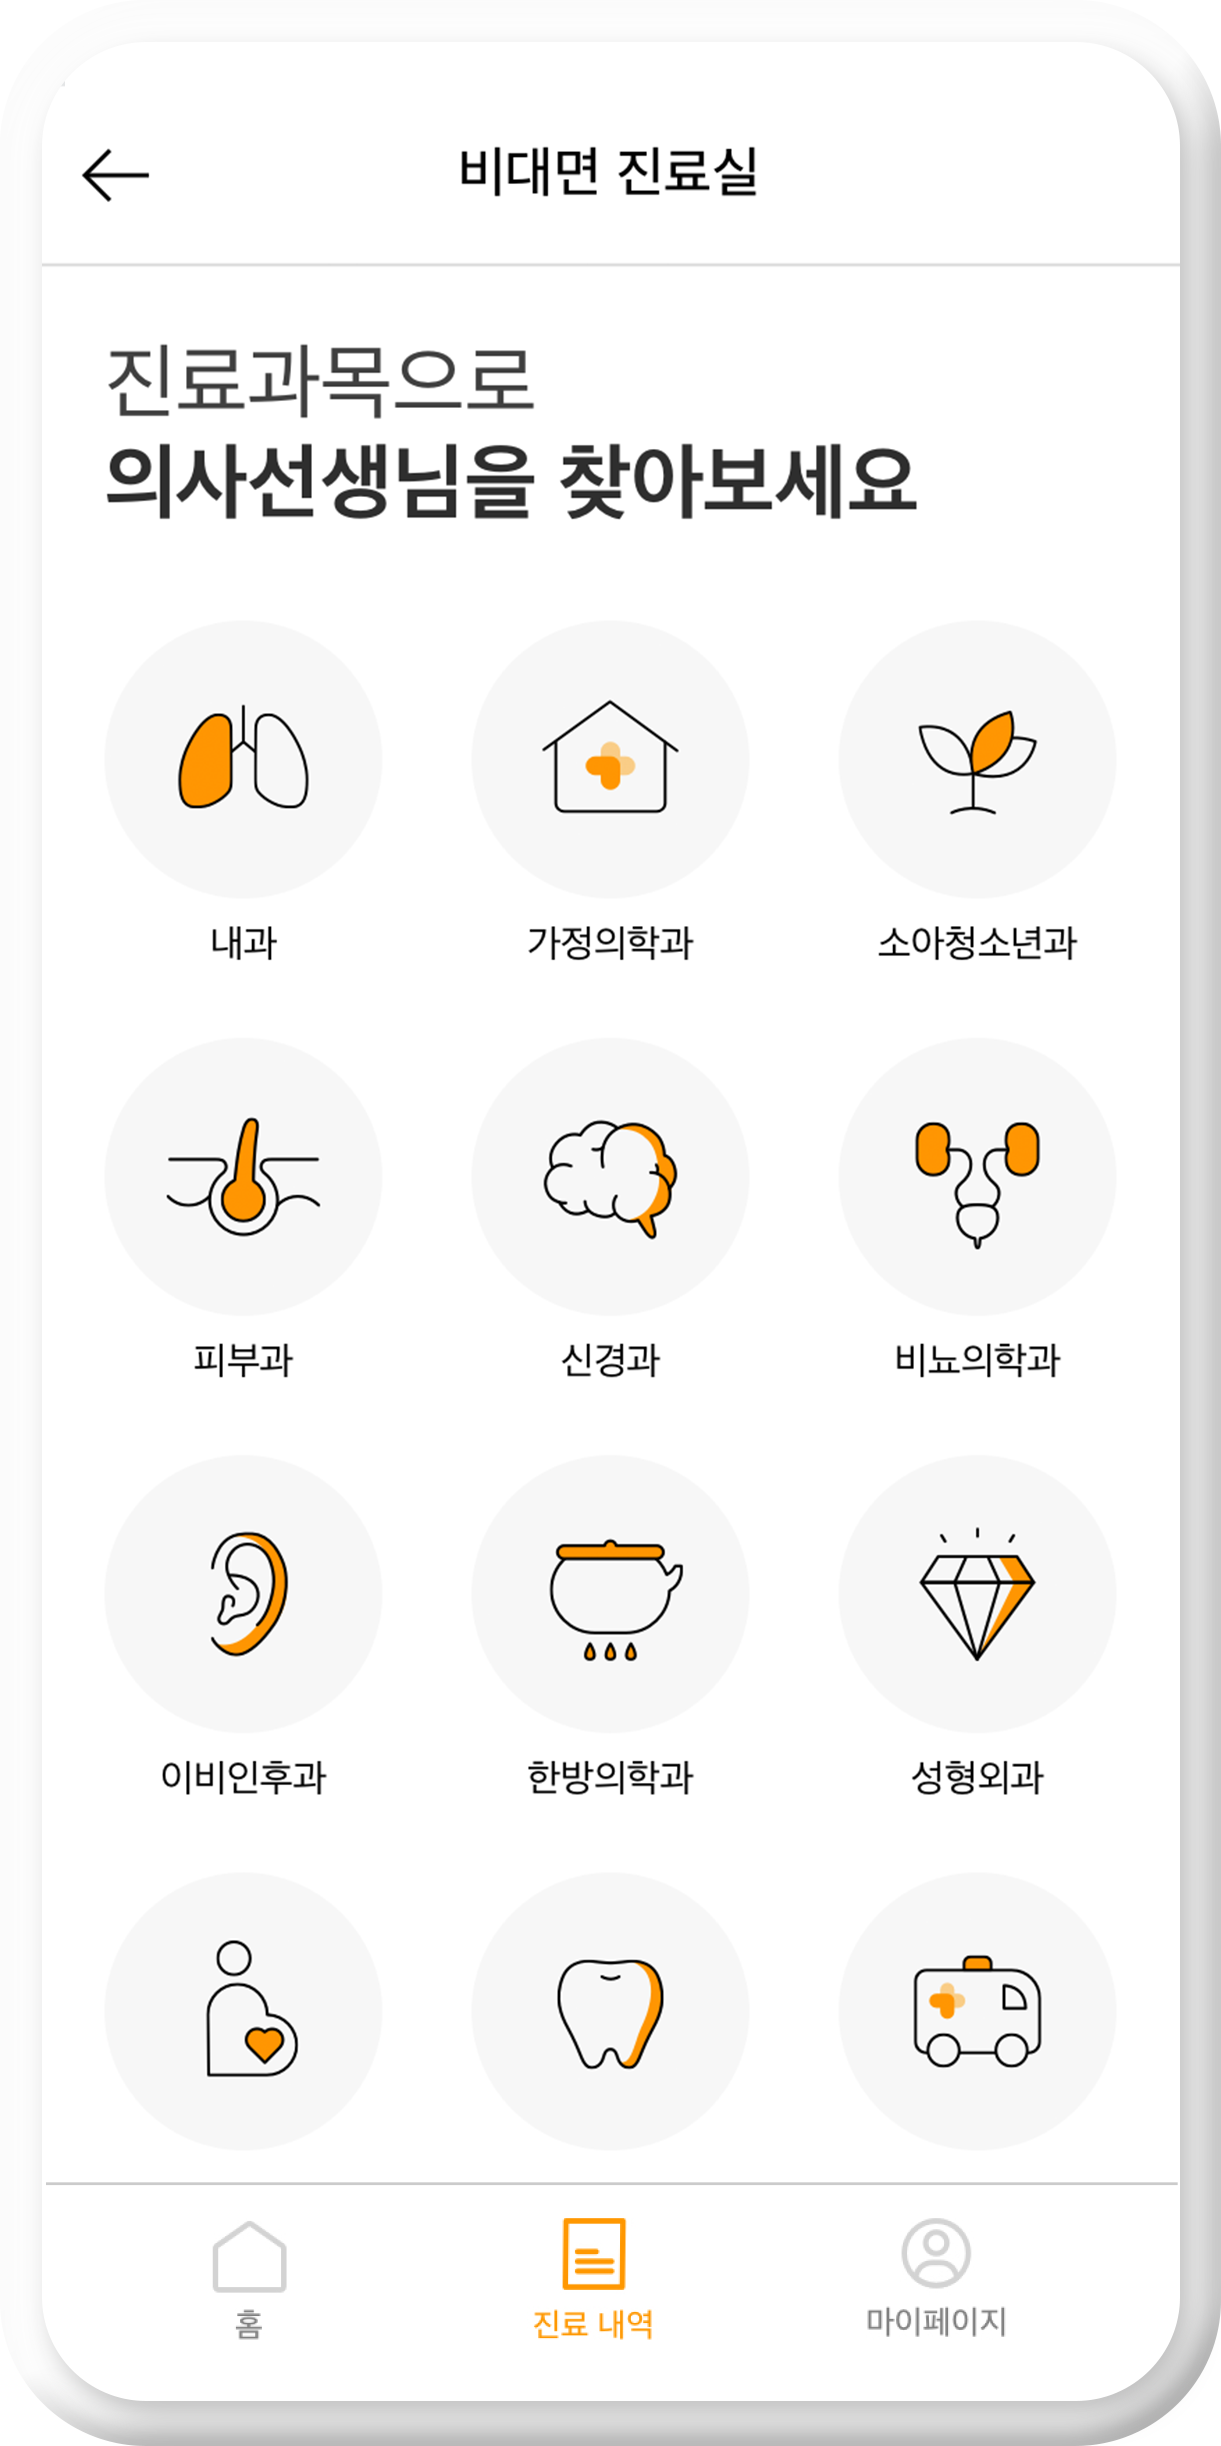 비대면 진료실
진료과목으로
의사선생님을 찾아보세요
내과
가정의학과
소아청소년과
피부과
신경과
비뇨의학과
이비인후과
한방의학과
성형외과
홈
진료 내역
마이페이지